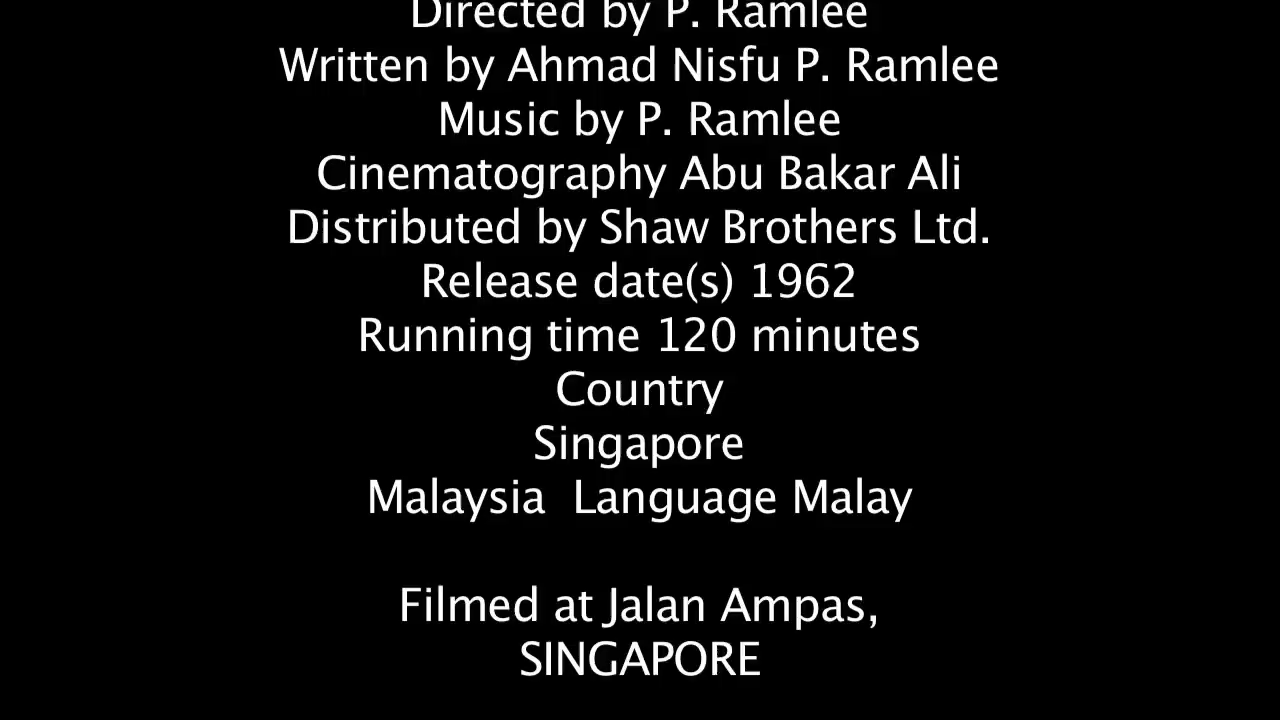 Directed by P. Ramlee
Written by Ahmad Nisfu P. Ramlee
Music by P. Ramlee
Cinematography Abu Bakar Ali
Distributed by Shaw Brothers Ltd.
Release date(s) 1962
Running time 120 minutes
Country
Singapore
Malaysia  Language Malay
Filmed at Jalan Ampas,
SINGAPORE